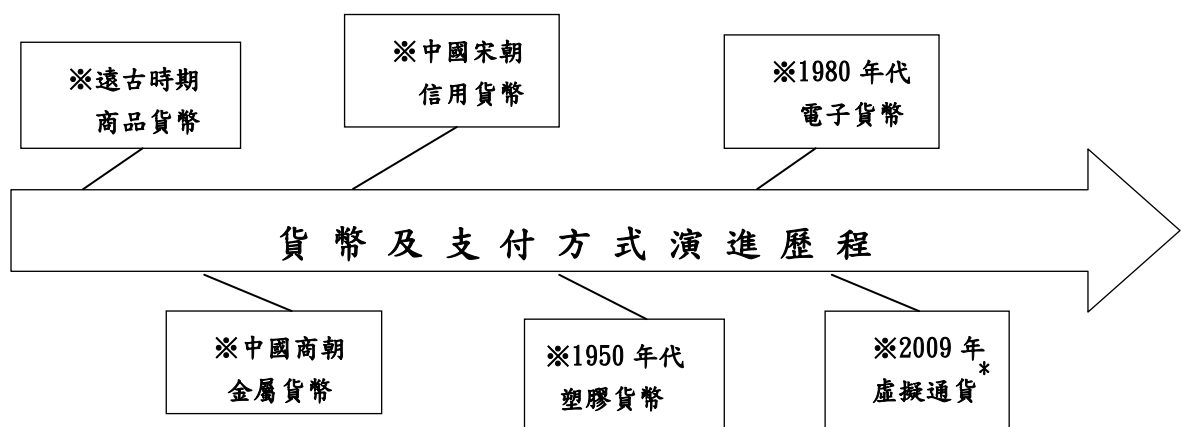 ※遠古時期
商品貨幣
※中國宋朝
信用貨幣
※1980 年代
電子貨幣
貨幣及支付方式演進歷程
※中國商朝
金屬貨幣
※1950 年代
塑膠貨幣
※2009 年
虛擬通貨*